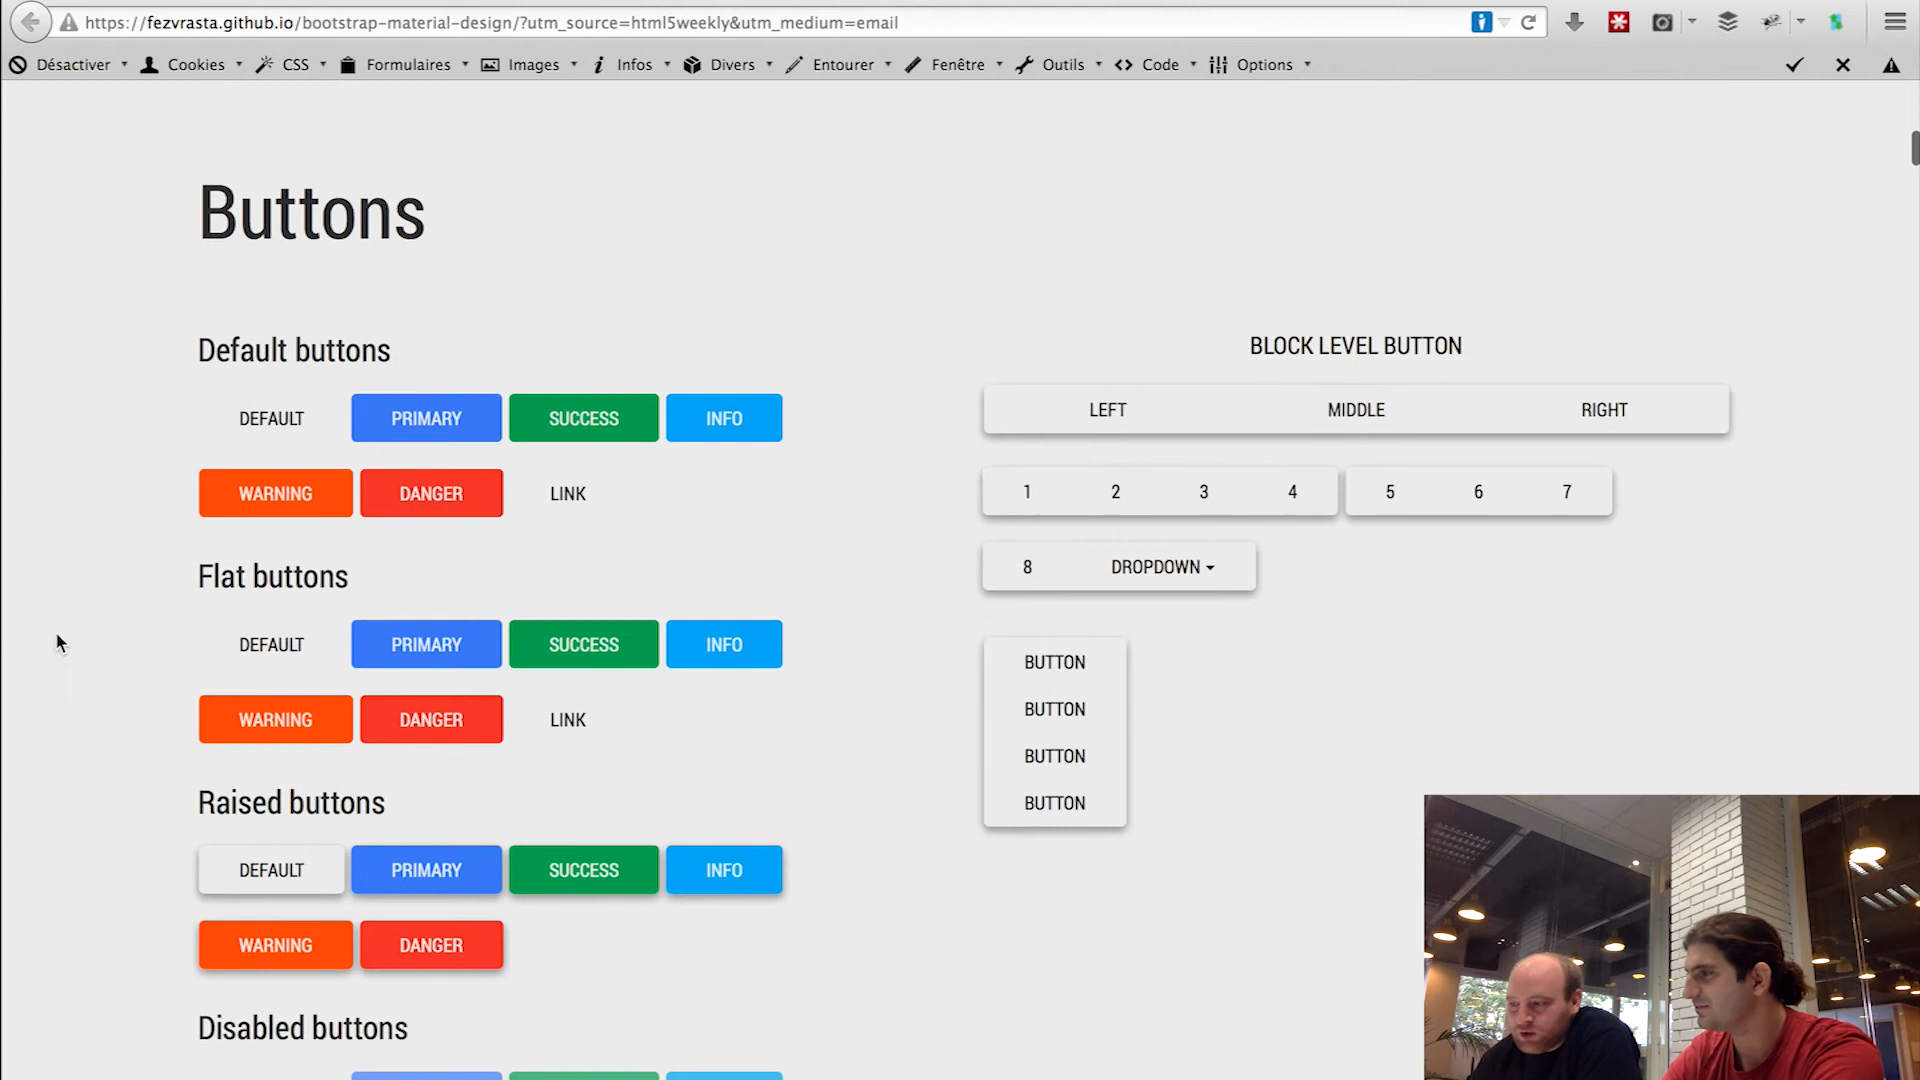 https://fezvrasta.github.io/bootstrap-material-design/?utm_source=html5weekly&utm_medium=email
Désactiver Cookies CSS Formulaires Images Infos Divers Entourer Fenêtre Outils Code Options
Buttons
Default buttons
DEFAULT PRIMARY SUCCESS INFO
WARNING DANGER LINK
Flat buttons
DEFAULT PRIMARY SUCCESS INFO
WARNING DANGER LINK
Raised buttons
DEFAULT PRIMARY SUCCESS INFO
WARNING DANGER
Disabled buttons
BLOCK LEVEL BUTTON
LEFT MIDDLE RIGHT
1 2 3 4 5 6 7
8 DROPDOWN
BUTTON
BUTTON
BUTTON
BUTTON